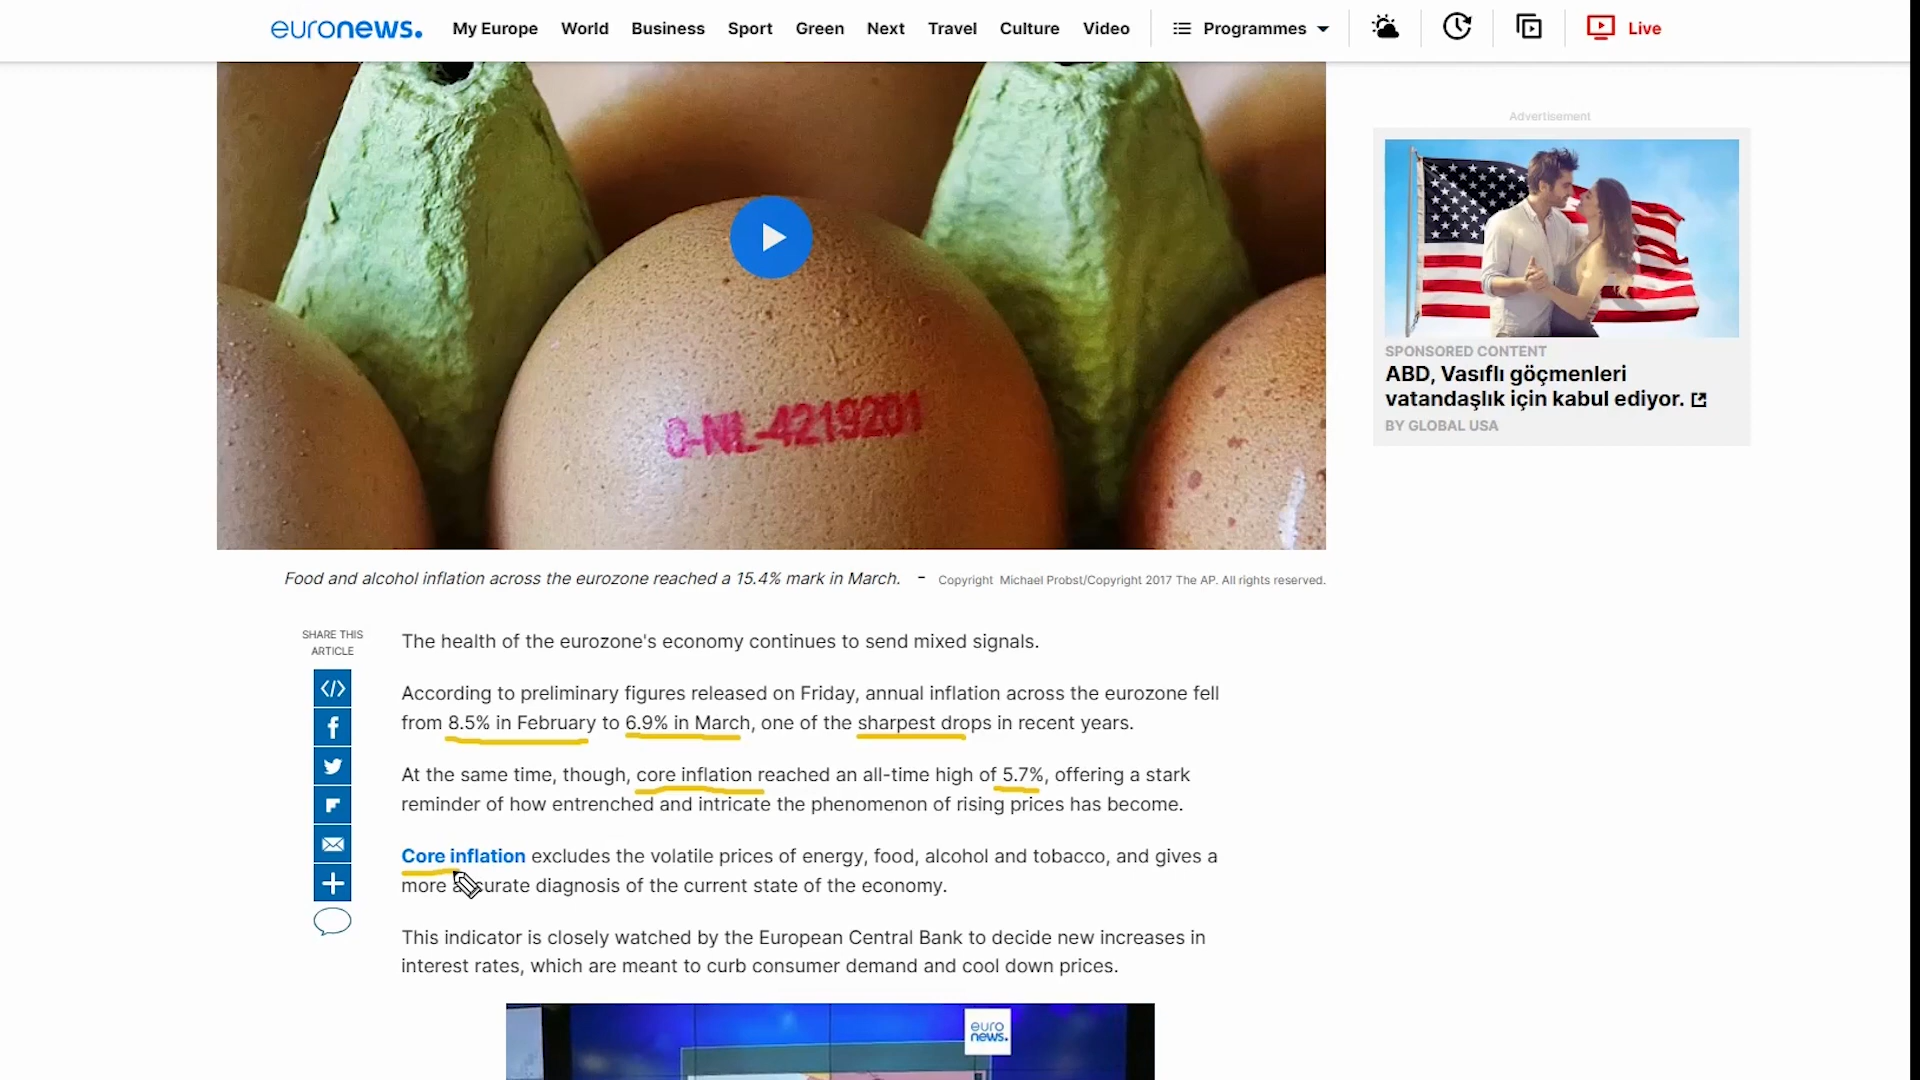 euronews.
My Europe World Business Sport Green Next Travel Culture Video Programmes Live
Advertisement
SPONSORED CONTENT
ABD, Vasıflı göçmenleri
vatandaşlık için kabul ediyor.
BY GLOBAL USA
0-NL-4219201
Food and alcohol inflation across the eurozone reached a 15.4% mark in March. - Copyright Michael Probst/Copyright 2017 The AP. All rights reserved.
SHARE THIS
ARTICLE
The health of the eurozone's economy continues to send mixed signals.
According to preliminary figures released on Friday, annual inflation across the eurozone fell
from 8.5% in February to 6.9% in March, one of the sharpest drops in recent years.
At the same time, though, core inflation reached an all-time high of 5.7%, offering a stark
reminder of how entrenched and intricate the phenomenon of rising prices has become.
Core inflation excludes the volatile prices of energy, food, alcohol and tobacco, and gives a
more accurate diagnosis of the current state of the economy.
This indicator is closely watched by the European Central Bank to decide new increases in
interest rates, which are meant to curb consumer demand and cool down prices.
euro
news.